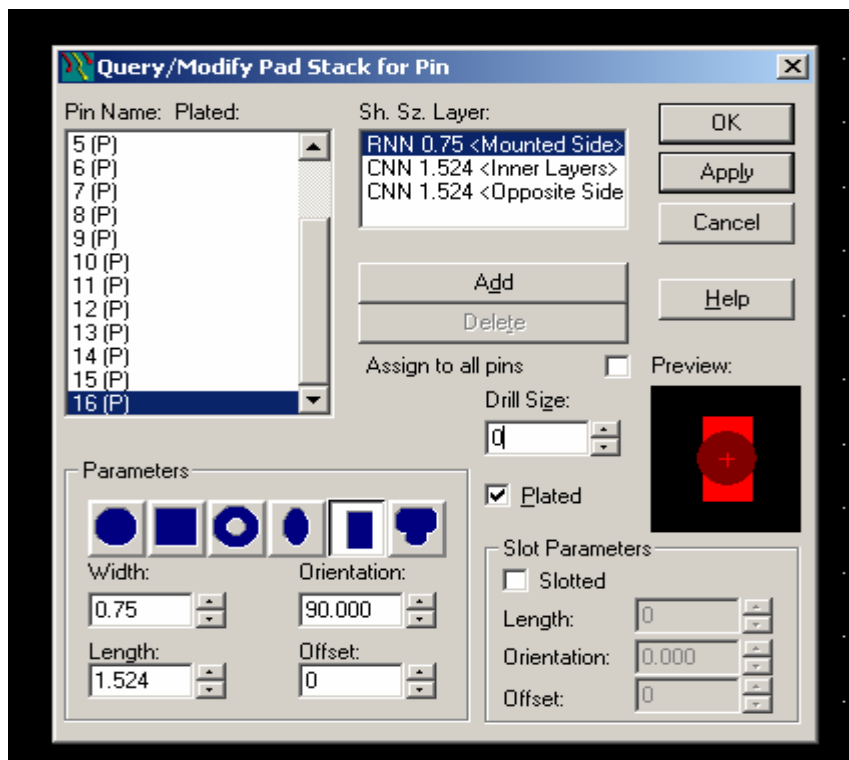 Query/Modify Pad Stack for Pin
Pin Name: Plated:
5 (P)
6 (P)
7 (P)
8 (P)
9 (P)
10 (P)
11 (P)
12 (P)
13 (P)
14 (P)
15 (P)
16 (P)
Sh. Sz. Layer:
RNN 0.75 <Mounted Side>
CNN 1.524 <Inner Layers>
CNN 1.524 <Opposite Side
OK
Apply
Cancel
Help
Add
Delete
Assign to all pins
Preview:
Drill Size:
0
Plated
Parameters
Width:
Orientation:
0.75
90.000
Length:
Offset:
1.524
0
Slot Parameters
Slotted
Length:
0
Orientation:
0.000
Offset:
0